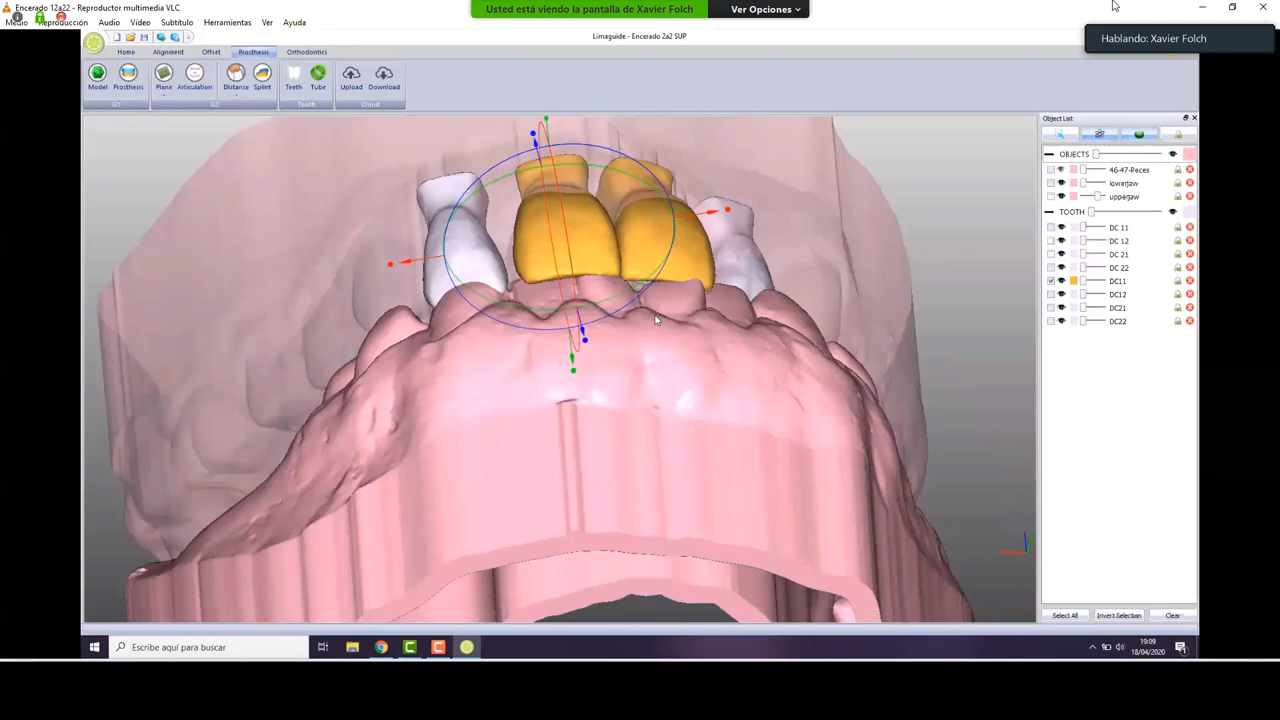 Encerado 12a22 - Reproductor multimedia VLC
Usted está viendo la pantalla de Xavier Folch
Ver Opciones
Medio Reproducción Audio Vídeo Subtítulo Herramientas Ver Ayuda
Hablando: Xavier Folch
Limaguide - Encerado 2a2 SUP
Home Alignment Offset Prosthesis Orthodontics
Model Prosthesis Plane Articulation Distance Splint Teeth Tube Upload Download
G1 G2 Tooth Cloud
Object List
OBJECTS
46-47-Peces
lowerjaw
upperjaw
TOOTH
DC 11
DC 12
DC 21
DC 22
DC11
DC12
DC21
DC22
Select All Invert Selection Clear
Escribe aquí para buscar
19:09
18/04/2020